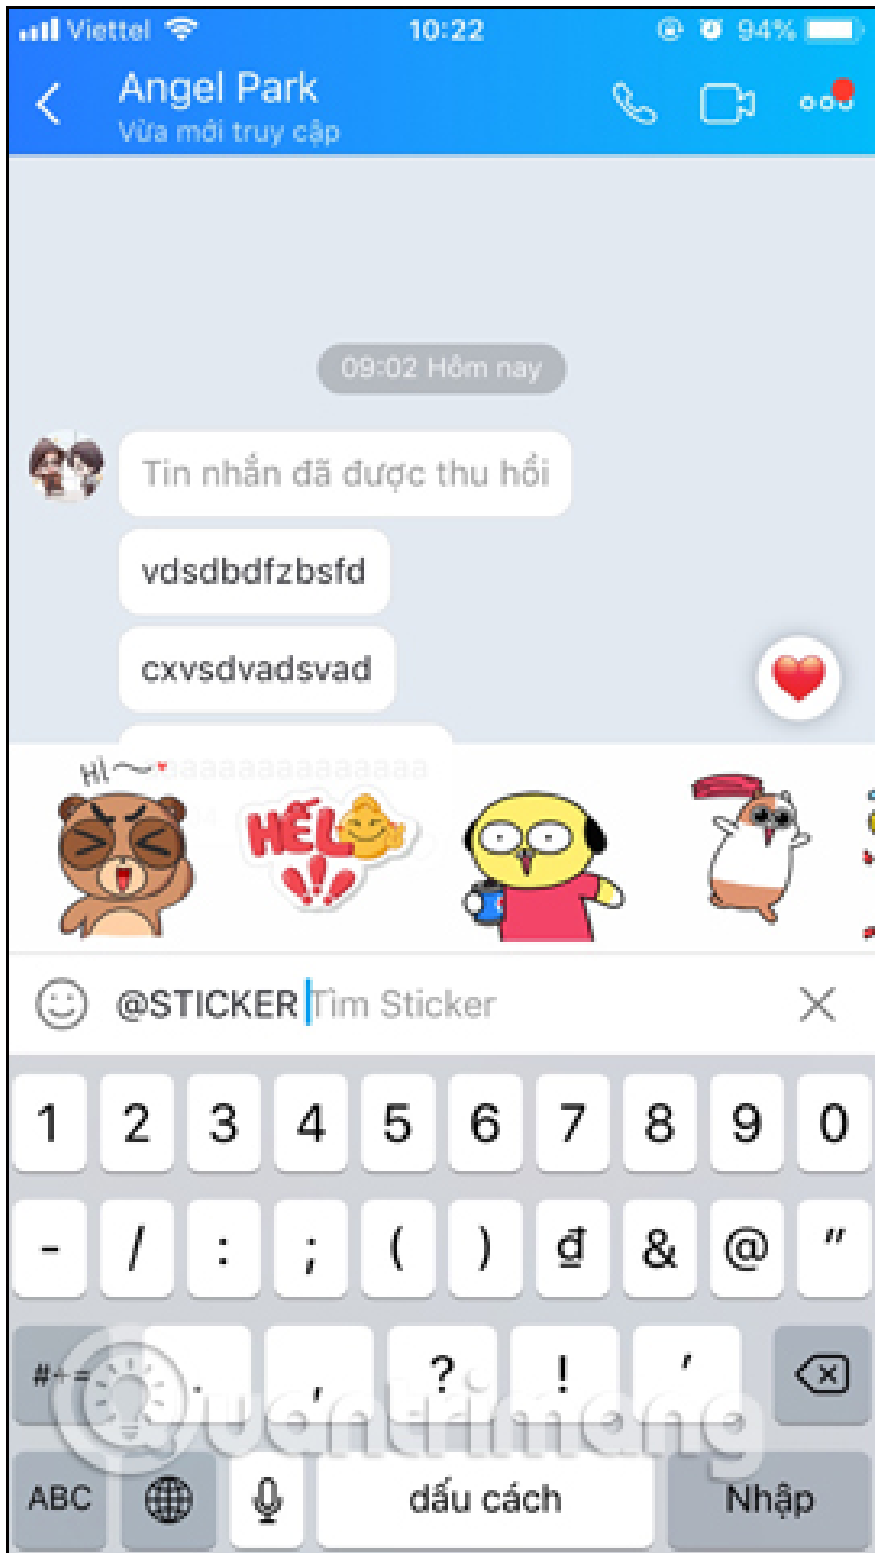 Viettel 10:22 94%
Angel Park
Vừa mới truy cập
09:02 Hôm nay
Tin nhắn đã được thu hồi
vdsdbdfzbsfd
cxvsdvadsvad
Hi
HẾLÔ
!!!
@STICKER Tìm Sticker
1 2 3 4 5 6 7 8 9 0
- / : ; ( ) đ & @ "
#+= . , ? ! '
Quantrimang
ABC dấu cách Nhập